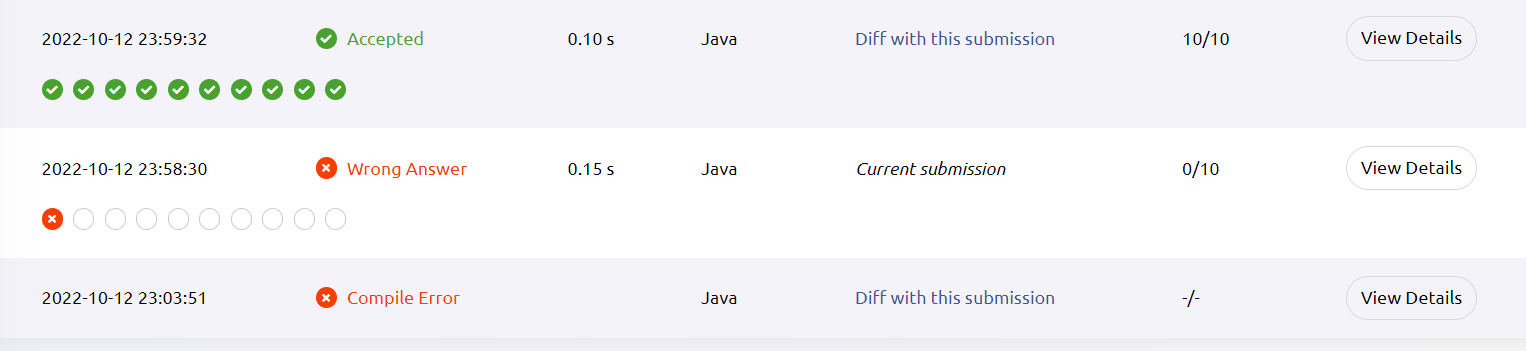 2022-10-12 23:59:32 Accepted 0.10 s Java Diff with this submission 10/10 View Details
2022-10-12 23:58:30 Wrong Answer 0.15 s Java Current submission 0/10 View Details
2022-10-12 23:03:51 Compile Error Java Diff with this submission -/- View Details